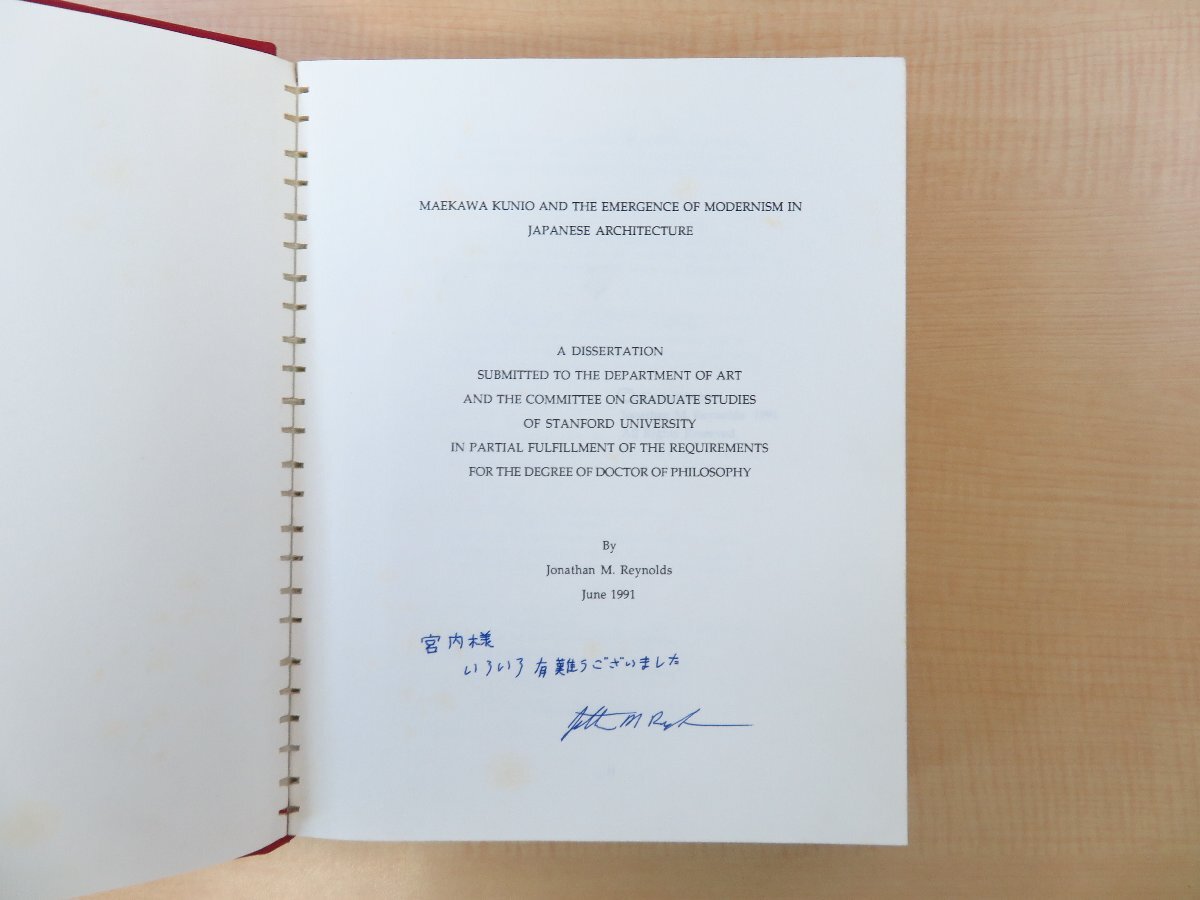 MAEKAWA KUNIO AND THE EMERGENCE OF MODERNISM IN
JAPANESE ARCHITECTURE
A DISSERTATION
SUBMITTED TO THE DEPARTMENT OF ART
AND THE COMMITTEE ON GRADUATE STUDIES
OF STANFORD UNIVERSITY
IN PARTIAL FULFILLMENT OF THE REQUIREMENTS
FOR THE DEGREE OF DOCTOR OF PHILOSOPHY
By
Jonathan M. Reynolds
June 1991
宮内様
いろいろ有難うございました